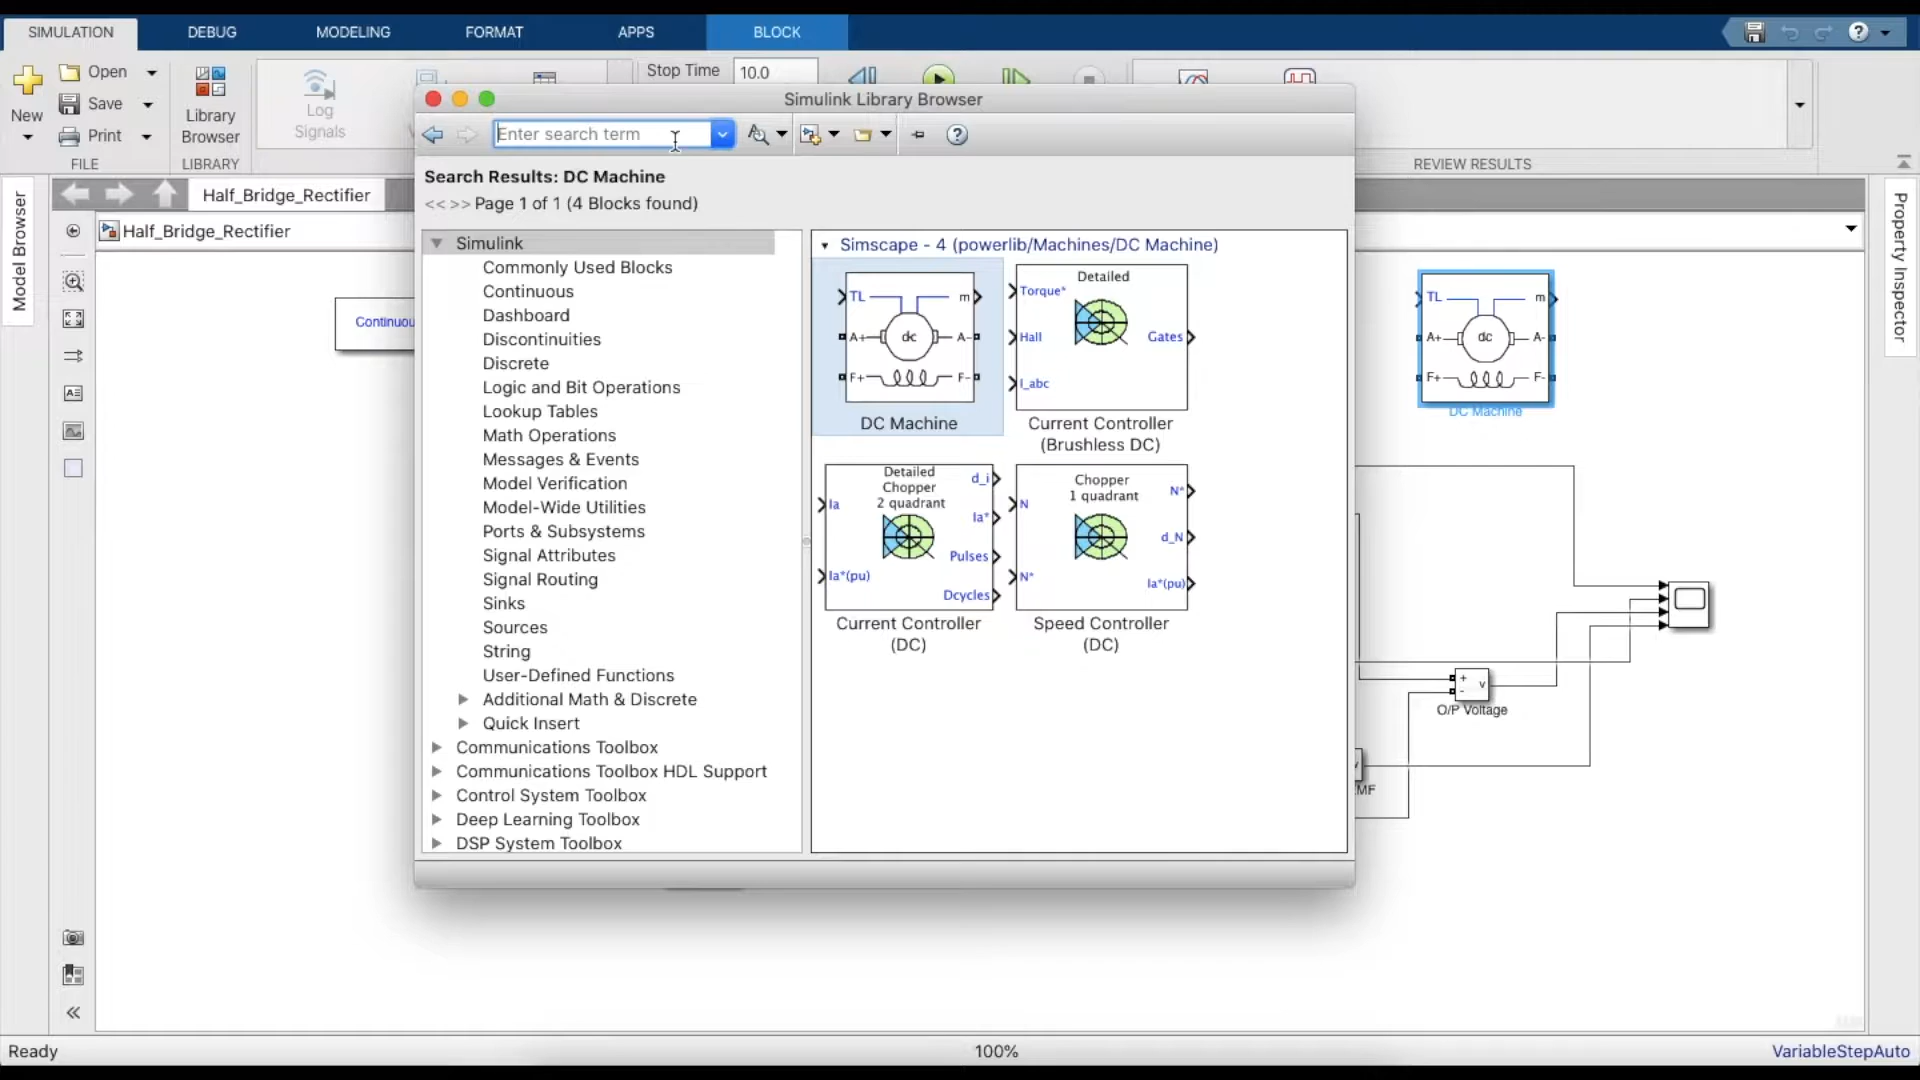 SIMULATION
DEBUG
MODELING
FORMAT
APPS
BLOCK
New
Open
Save
Print
FILE
Library
Browser
LIBRARY
Log
Signals
Stop Time
10.0
REVIEW RESULTS
Simulink Library Browser
Enter search term
Search Results: DC Machine
<< >> Page 1 of 1 (4 Blocks found)
Model Browser
Half_Bridge_Rectifier
Half_Bridge_Rectifier
Property Inspector
Continuou
Simulink
Commonly Used Blocks
Continuous
Dashboard
Discontinuities
Discrete
Logic and Bit Operations
Lookup Tables
Math Operations
Messages & Events
Model Verification
Model-Wide Utilities
Ports & Subsystems
Signal Attributes
Signal Routing
Sinks
Sources
String
User-Defined Functions
Additional Math & Discrete
Quick Insert
Communications Toolbox
Communications Toolbox HDL Support
Control System Toolbox
Deep Learning Toolbox
DSP System Toolbox
Simscape - 4 (powerlib/Machines/DC Machine)
TL m
A+ dc A-
F+ F-
DC Machine
Detailed
Torque*
Hall Gates
I_abc
Current Controller
(Brushless DC)
Detailed
Chopper
2 quadrant
d_i
Ia
Ia*
Pulses
Ia*(pu)
Dcycles
Current Controller
(DC)
Chopper
1 quadrant
N*
N
d_N
N* Ia*(pu)
Speed Controller
(DC)
TL m
A+ dc A-
F+ F-
DC Machine
+ v
-
O/P Voltage
MF
Ready
100%
VariableStepAuto